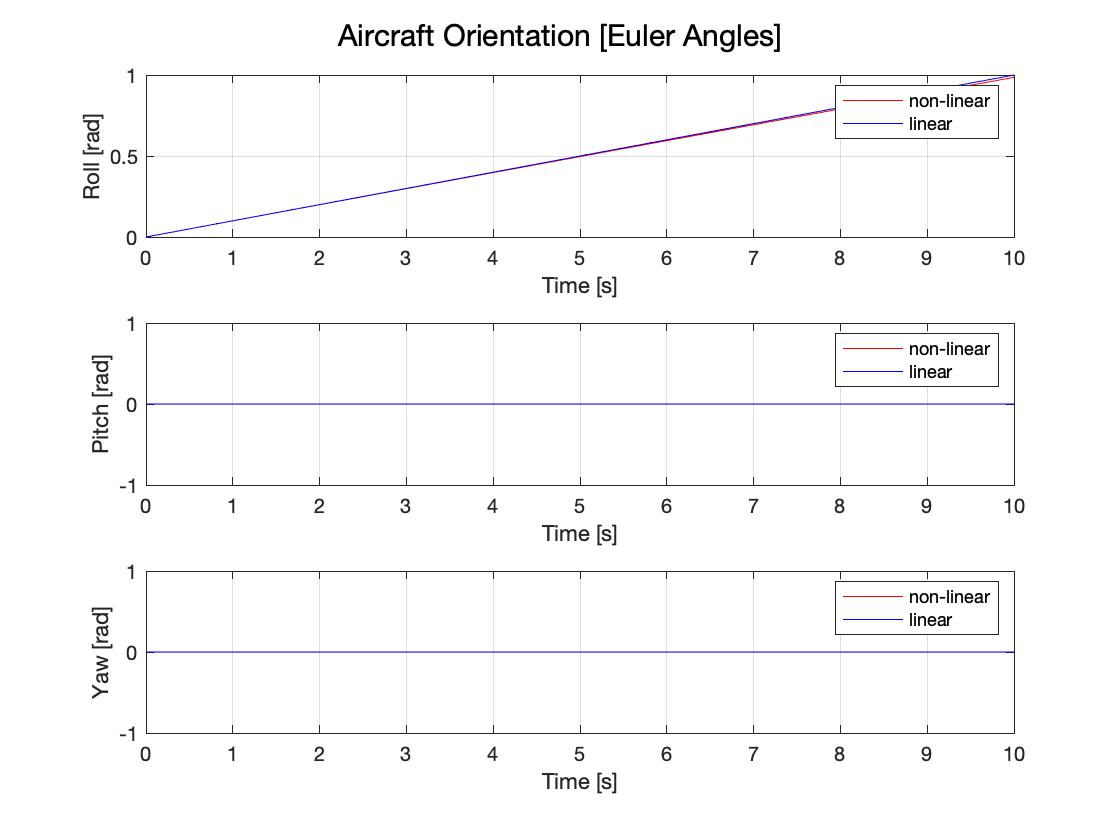 Aircraft Orientation [Euler Angles]
1
0.5
0
Roll [rad]
non-linear
linear
0 1 2 3 4 5 6 7 8 9 10
Time [s]
1
0
-1
Pitch [rad]
non-linear
linear
0 1 2 3 4 5 6 7 8 9 10
Time [s]
1
0
-1
Yaw [rad]
non-linear
linear
0 1 2 3 4 5 6 7 8 9 10
Time [s]